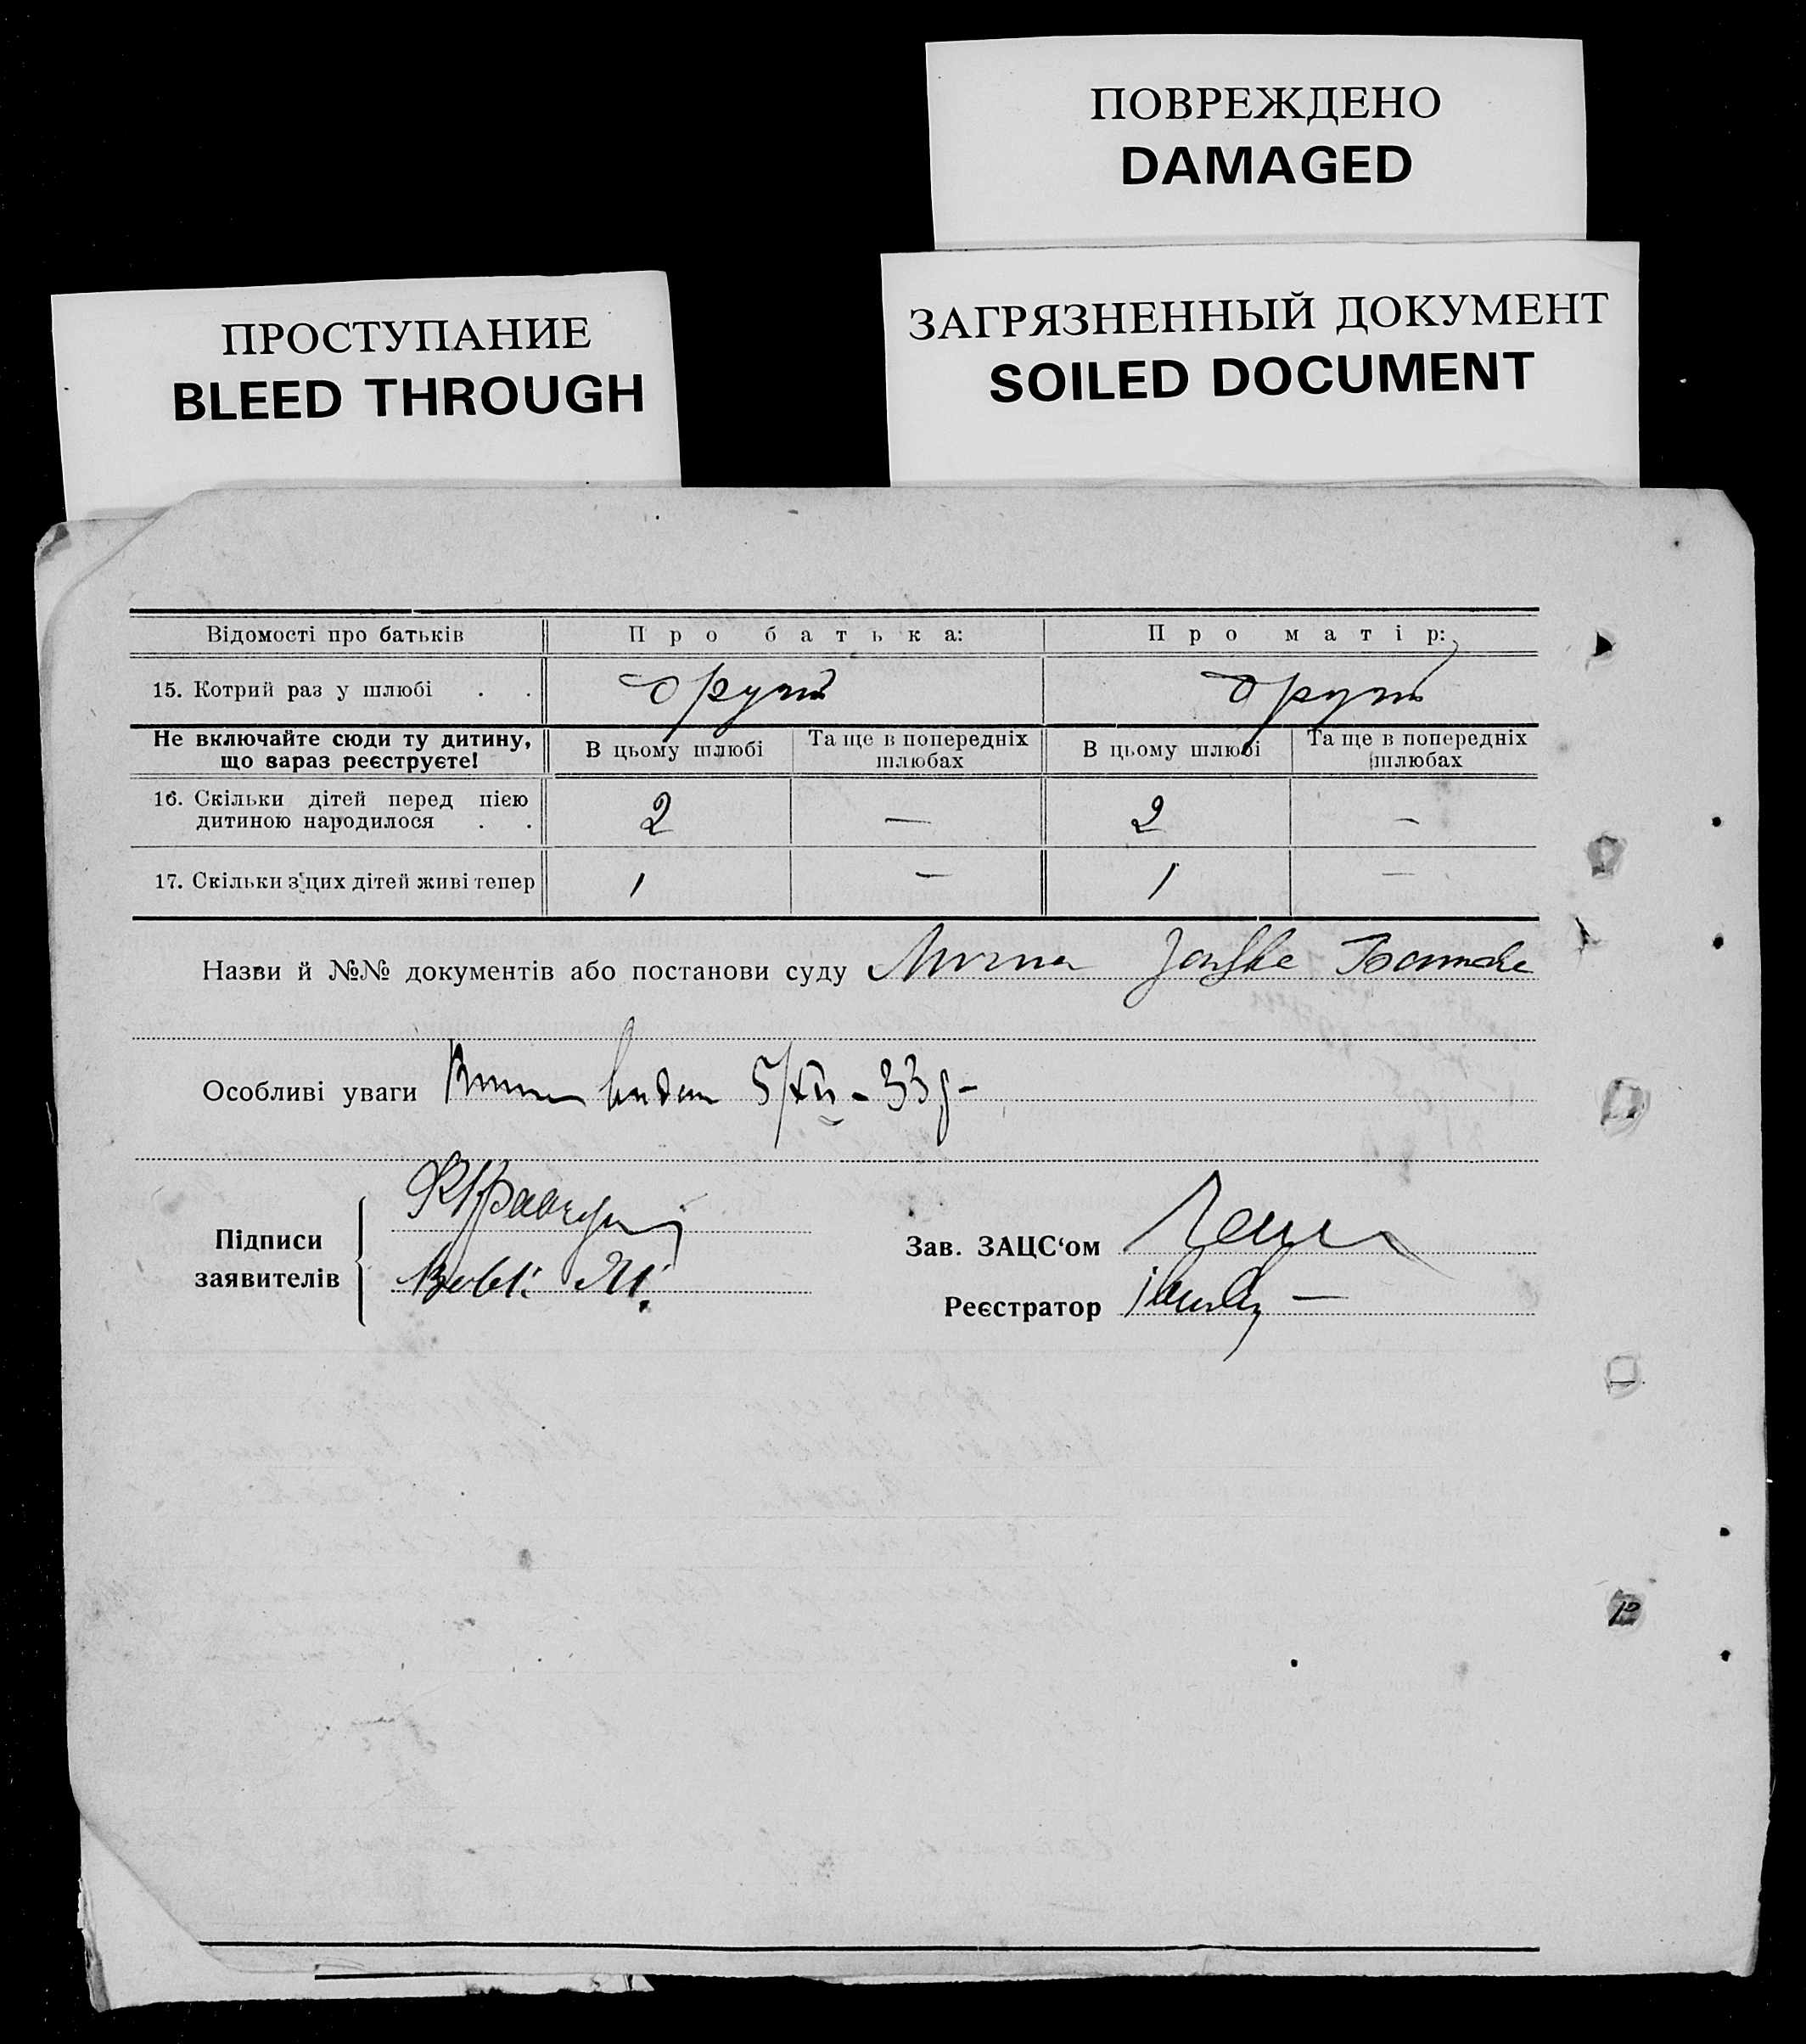 ПОВРЕЖДЕНО
DAMAGED
ПРОСТУПАНИЕ
BLEED THROUGH
ЗАГРЯЗНЕННЫЙ ДОКУМЕНТ
SOILED DOCUMENT
Відомості про батьків Про батька: Про матір:
15. Котрий раз у шлюбі . .
Не включайте сюди ту дитину, що вараз реєструєте! В цьому шлюбі Та ще в попередніх шлюбах В цьому шлюбі Та ще в попередніх шлюбах
16. Скільки дітей перед цією дитиною народилося . . 2 — 2 —
17. Скільки з цих дітей живі тепер 1 — 1 —
Назви й №№ документів або постанови суду
Особливі уваги 5/XII - 33 р -
Підписи заявителів
Зав. ЗАЦС‘ом
Реєстратор